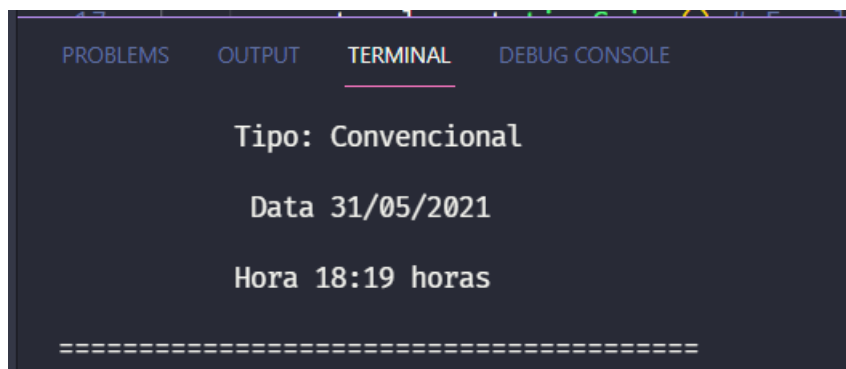 PROBLEMS OUTPUT TERMINAL DEBUG CONSOLE
Tipo: Convencional
Data 31/05/2021
Hora 18:19 horas
========================================